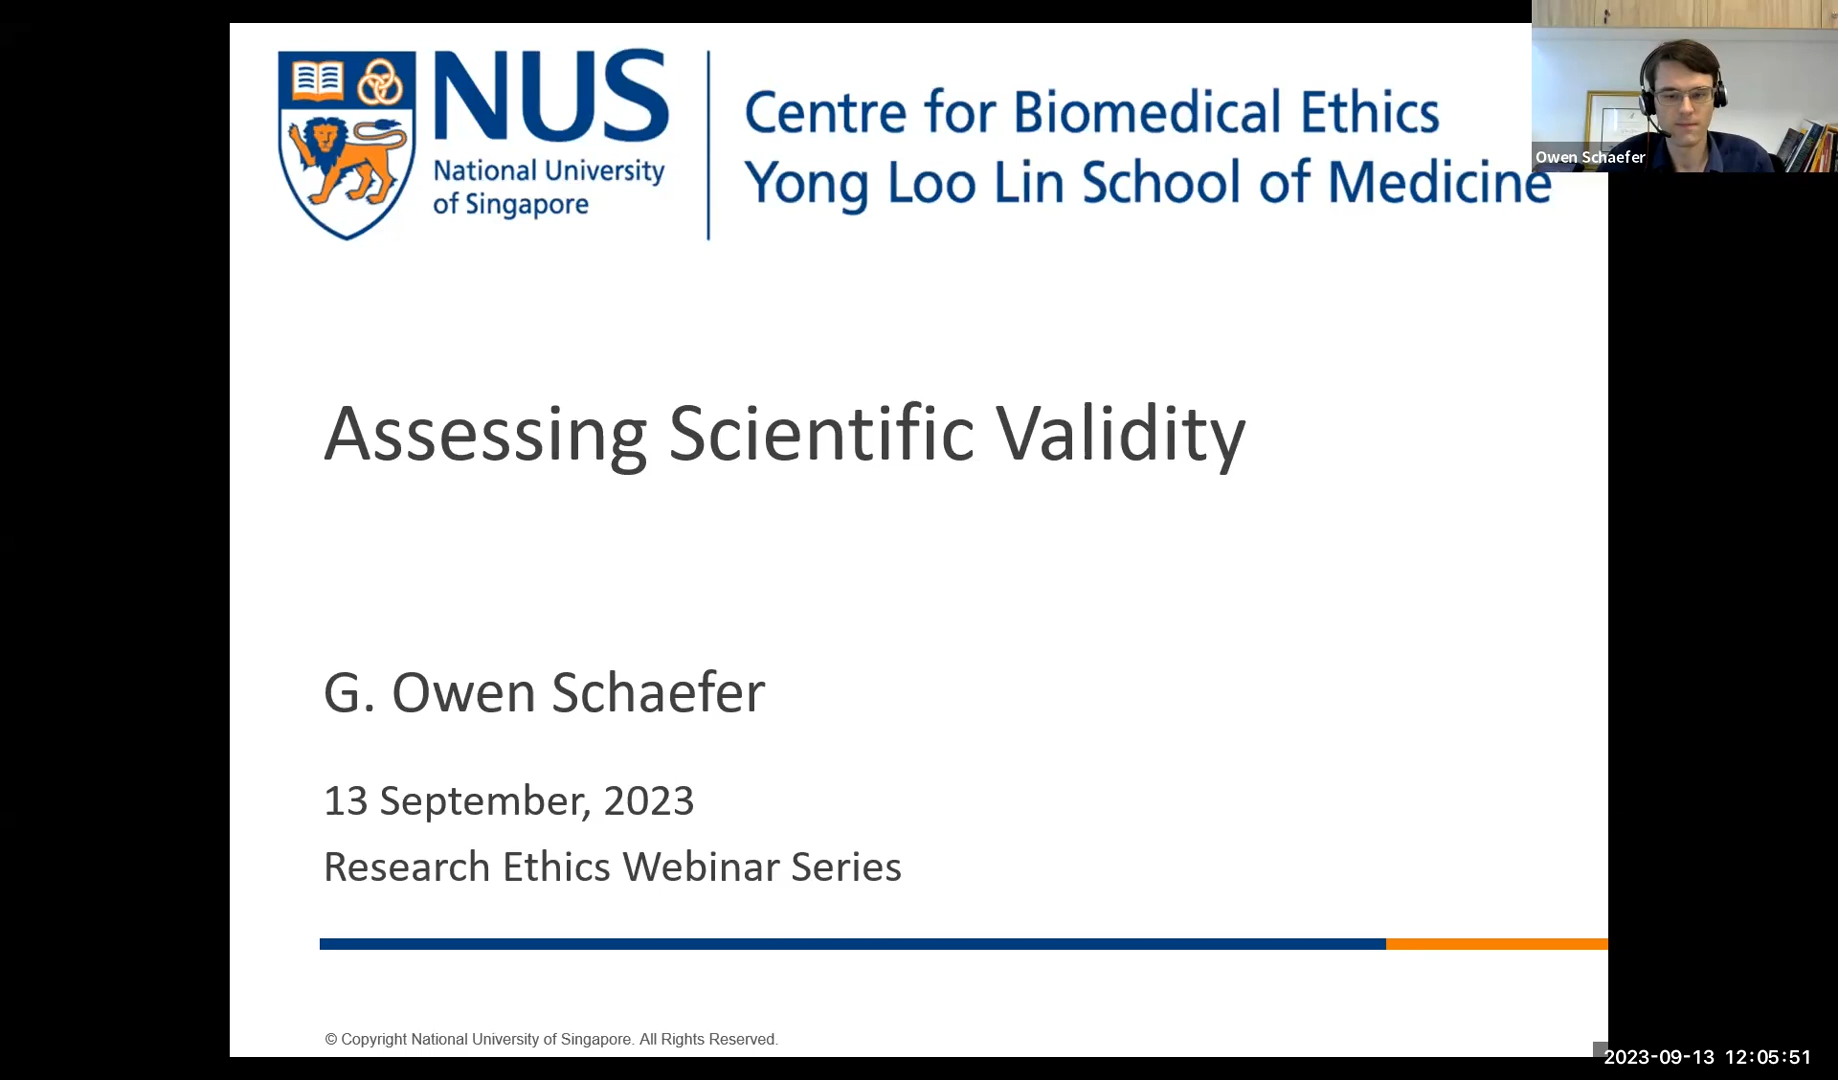 NUS
National University
of Singapore
Centre for Biomedical Ethics
Yong Loo Lin School of Medicine
Owen Schaefer
Assessing Scientific Validity
G. Owen Schaefer
13 September, 2023
Research Ethics Webinar Series
© Copyright National University of Singapore. All Rights Reserved.
2023-09-13 12:05:51